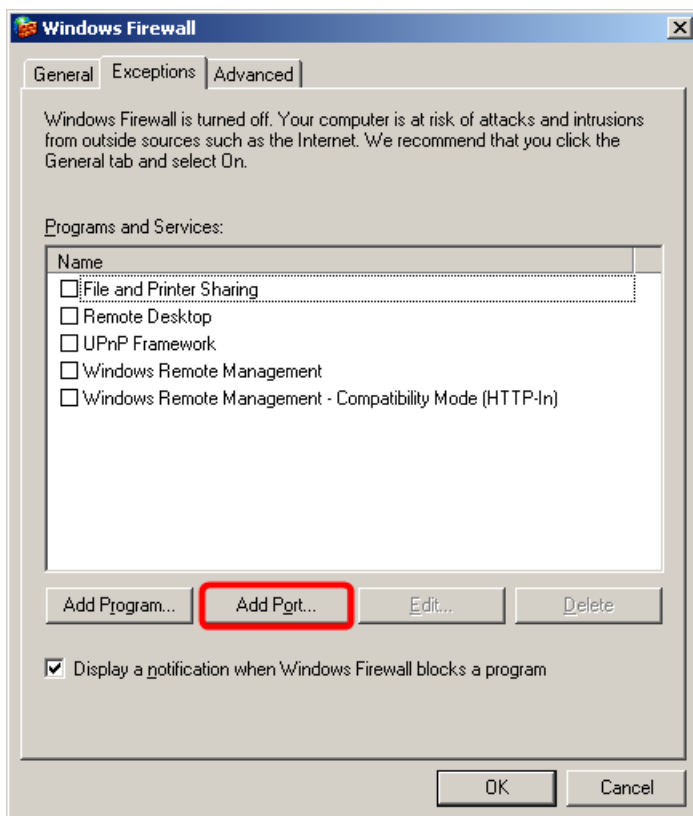 Windows Firewall
General Exceptions Advanced
Windows Firewall is turned off. Your computer is at risk of attacks and intrusions
from outside sources such as the Internet. We recommend that you click the
General tab and select On.
Programs and Services:
Name
File and Printer Sharing
Remote Desktop
UPnP Framework
Windows Remote Management
Windows Remote Management - Compatibility Mode (HTTP-In)
Add Program... Add Port... Edit... Delete
Display a notification when Windows Firewall blocks a program
OK Cancel